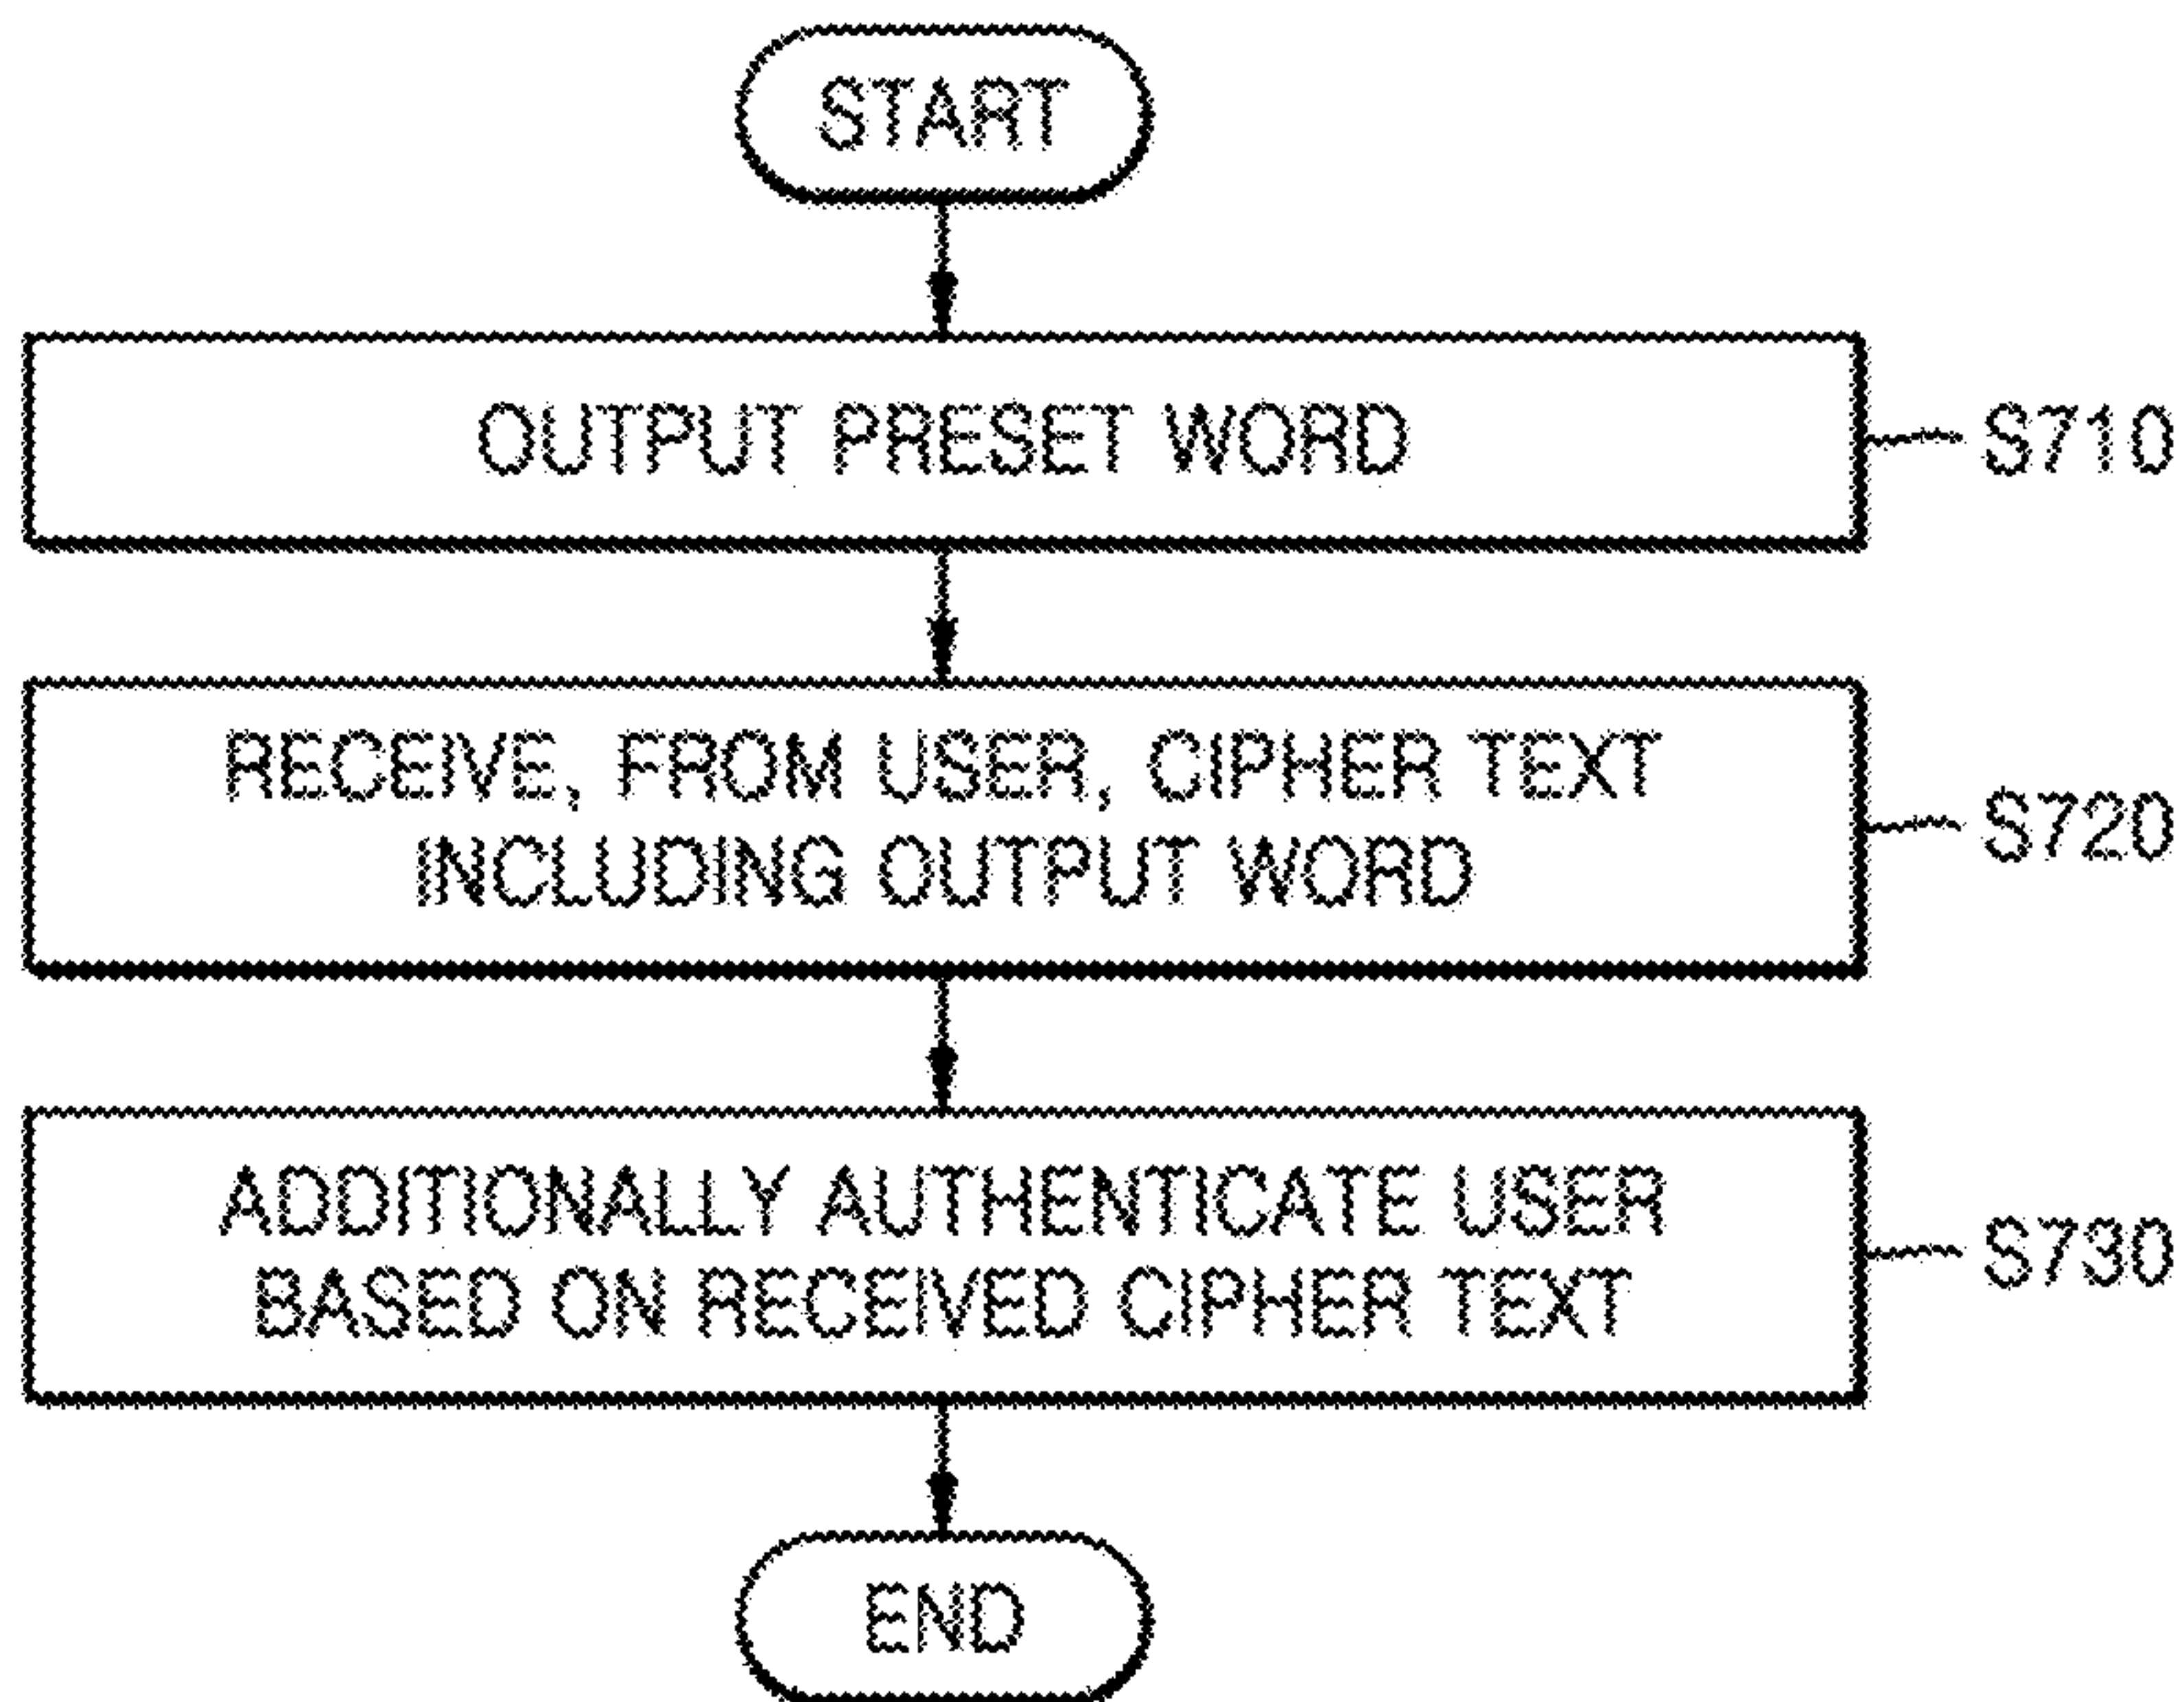 START
OUTPUT PRESET WORD
S710
RECEIVE, FROM USER, CIPHER TEXT
INCLUDING OUTPUT WORD
S720
ADDITIONALLY AUTHENTICATE USER
BASED ON RECEIVED CIPHER TEXT
S730
END